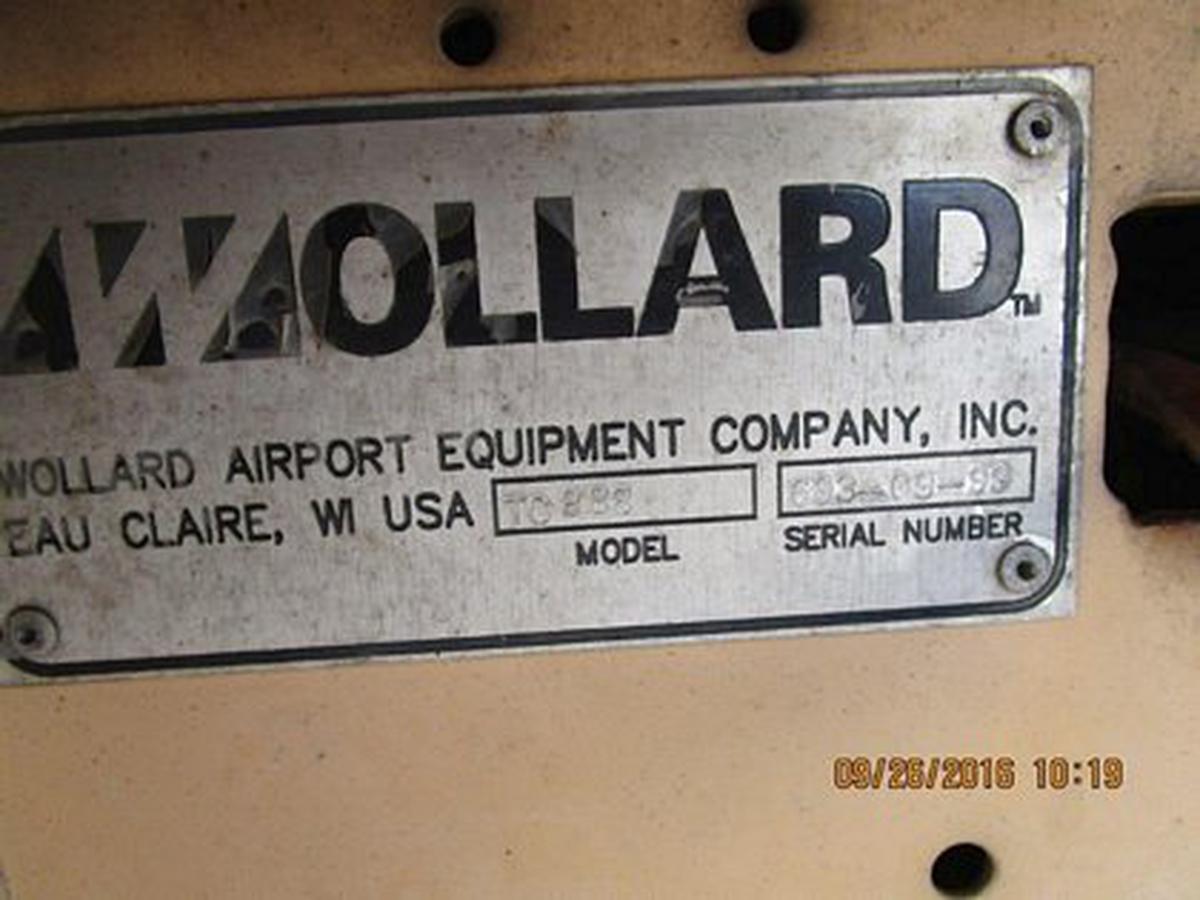 WOLLARD TM
WOLLARD AIRPORT EQUIPMENT COMPANY, INC.
EAU CLAIRE, WI USA
MODEL
SERIAL NUMBER
09/26/2016 10:19